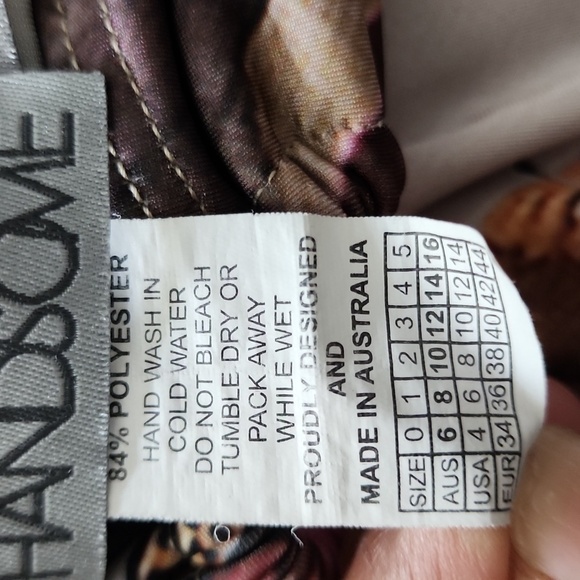 HANDSOME
84% POLYESTER
HAND WASH IN
COLD WATER
DO NOT BLEACH
TUMBLE DRY OR
PACK AWAY
WHILE WET
PROUDLY DESIGNED
AND
MADE IN AUSTRALIA
SIZE 0 1 2 3 4 5
AUS 6 8 10 12 14 16
USA 4 6 8 10 12 14
EUR 34 36 38 40 42 44